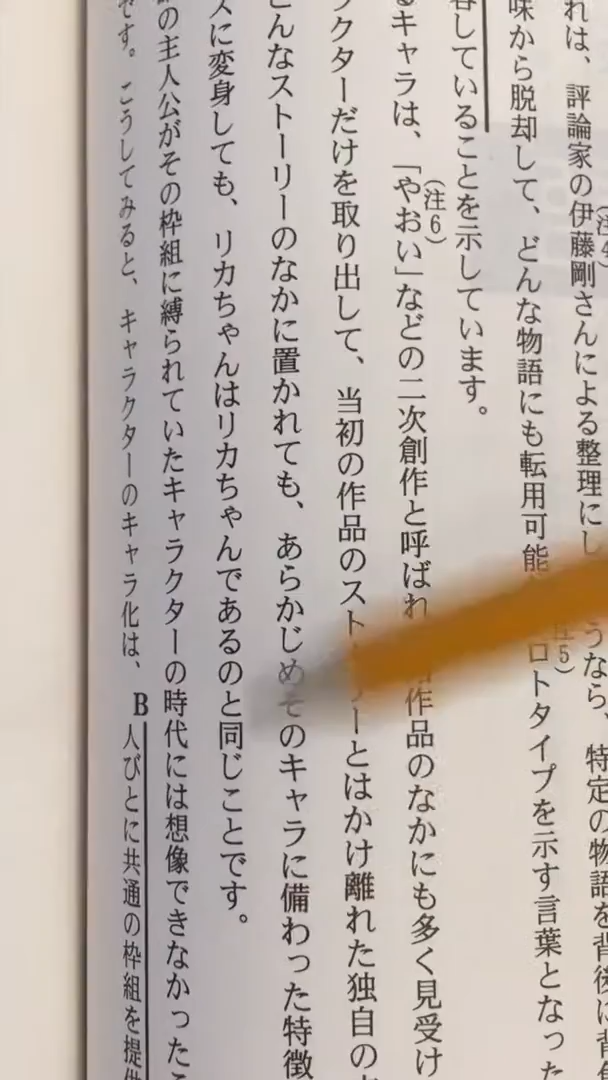 れは、評論家の伊藤剛さんによる整理にし
うなら、特定の物語を背後に背負
(注4)
味から脱却して、どんな物語にも転用可能
ロトタイプを示す言葉となった
容していることを示しています。
るキャラは、「やおい」などの二次創作と呼ばれ
作品のなかにも多く見受け
(注6)
ラクターだけを取り出して、当初の作品のスト
ーとはかけ離れた独自の
どんなストーリーのなかに置かれても、あらかじめそのキャラに備わった特徴
スに変身しても、リカちゃんはリカちゃんであるのと同じことです。
の主人公がその枠組に縛られていたキャラクターの時代には想像できなかったこ
です。こうしてみると、キャラクターのキャラ化は、B人びとに共通の枠組を提供